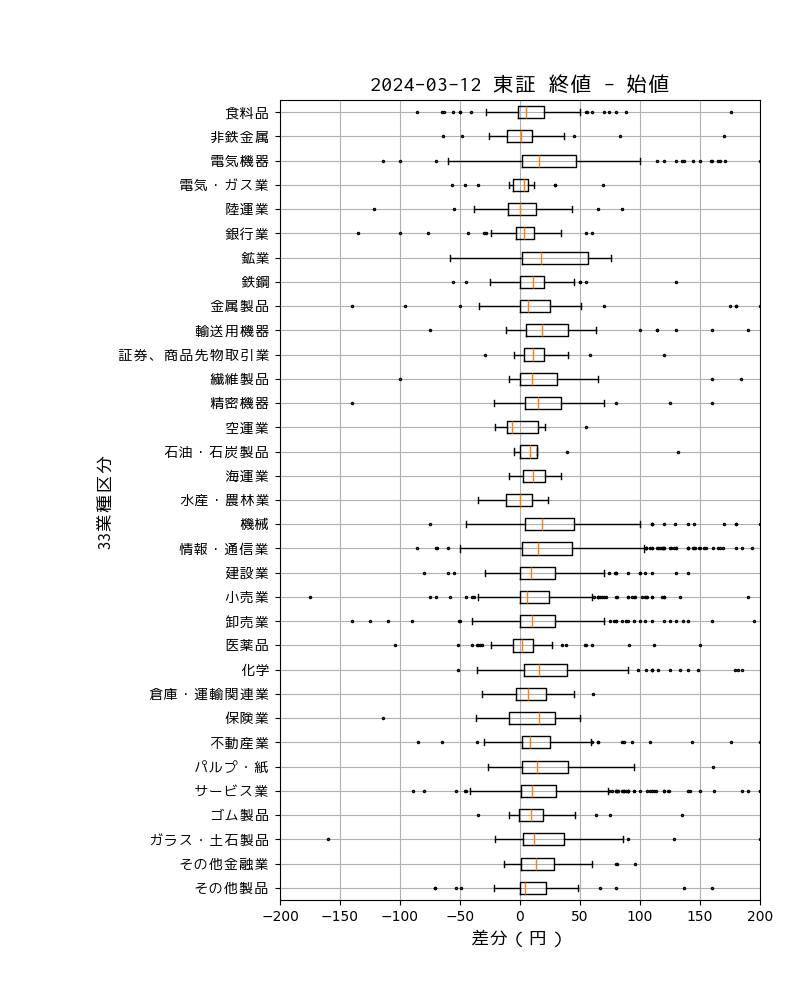 2024-03-12 東証 終値 - 始値
食料品
非鉄金属
電気機器
電気・ガス業
陸運業
銀行業
鉱業
鉄鋼
金属製品
輸送用機器
証券、商品先物取引業
繊維製品
精密機器
空運業
石油・石炭製品
海運業
水産・農林業
機械
情報・通信業
建設業
小売業
卸売業
医薬品
化学
倉庫・運輸関連業
保険業
不動産業
パルプ・紙
サービス業
ゴム製品
ガラス・土石製品
その他金融業
その他製品
33業種区分
−200 −150 −100 −50 0 50 100 150 200
差分 ( 円 )